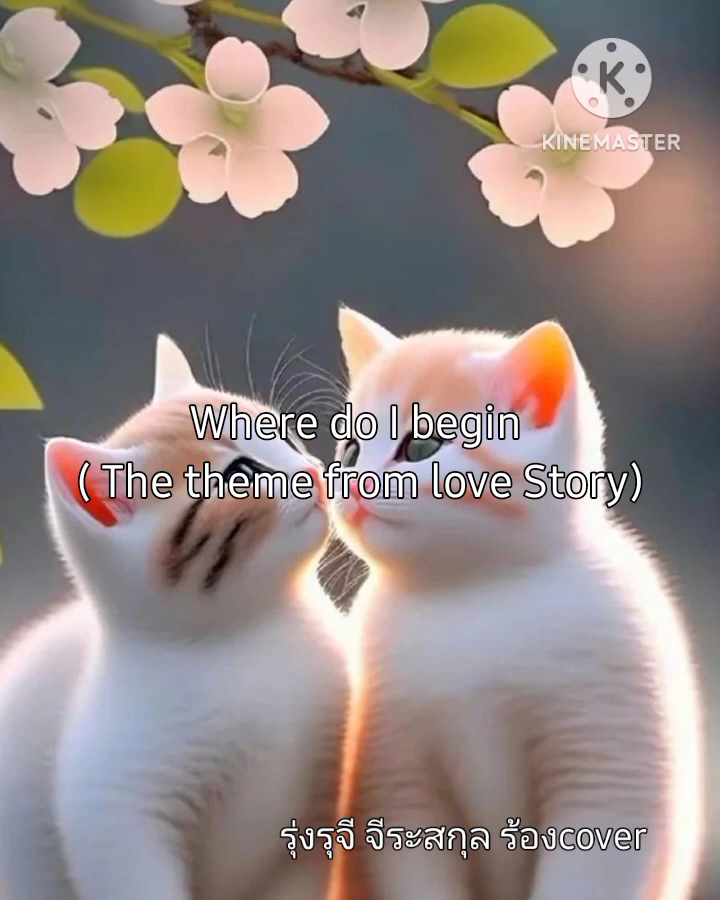 KINEMASTER
Where do I begin
( The theme from love Story)
รุ่งรุจี จีระสกุล ร้องcover